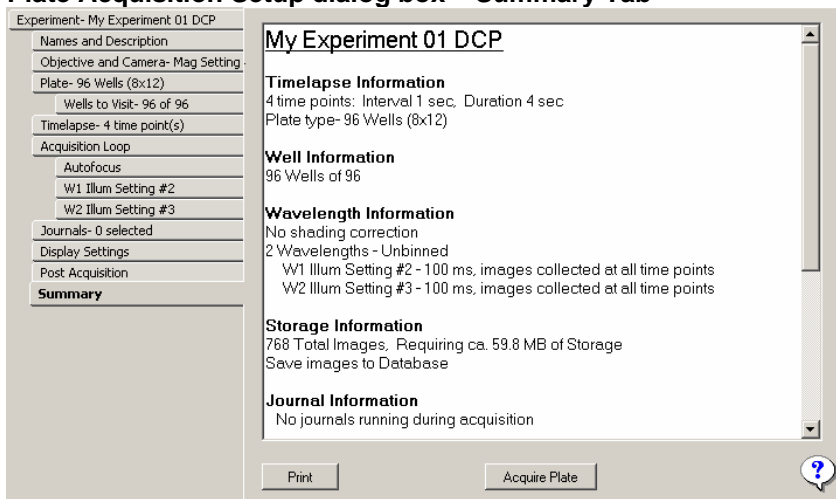 Plate Acquisition Setup dialog box – Summary Tab
Experiment- My Experiment 01 DCP
Names and Description
Objective and Camera- Mag Setting
Plate- 96 Wells (8x12)
Wells to Visit- 96 of 96
Timelapse- 4 time point(s)
Acquisition Loop
Autofocus
W1 Illum Setting #2
W2 Illum Setting #3
Journals- 0 selected
Display Settings
Post Acquisition
Summary
My Experiment 01 DCP
Timelapse Information
4 time points: Interval 1 sec, Duration 4 sec
Plate type- 96 Wells (8x12)
Well Information
96 Wells of 96
Wavelength Information
No shading correction
2 Wavelengths - Unbinned
W1 Illum Setting #2 - 100 ms, images collected at all time points
W2 Illum Setting #3 - 100 ms, images collected at all time points
Storage Information
768 Total Images, Requiring ca. 59.8 MB of Storage
Save images to Database
Journal Information
No journals running during acquisition
Print
Acquire Plate
?